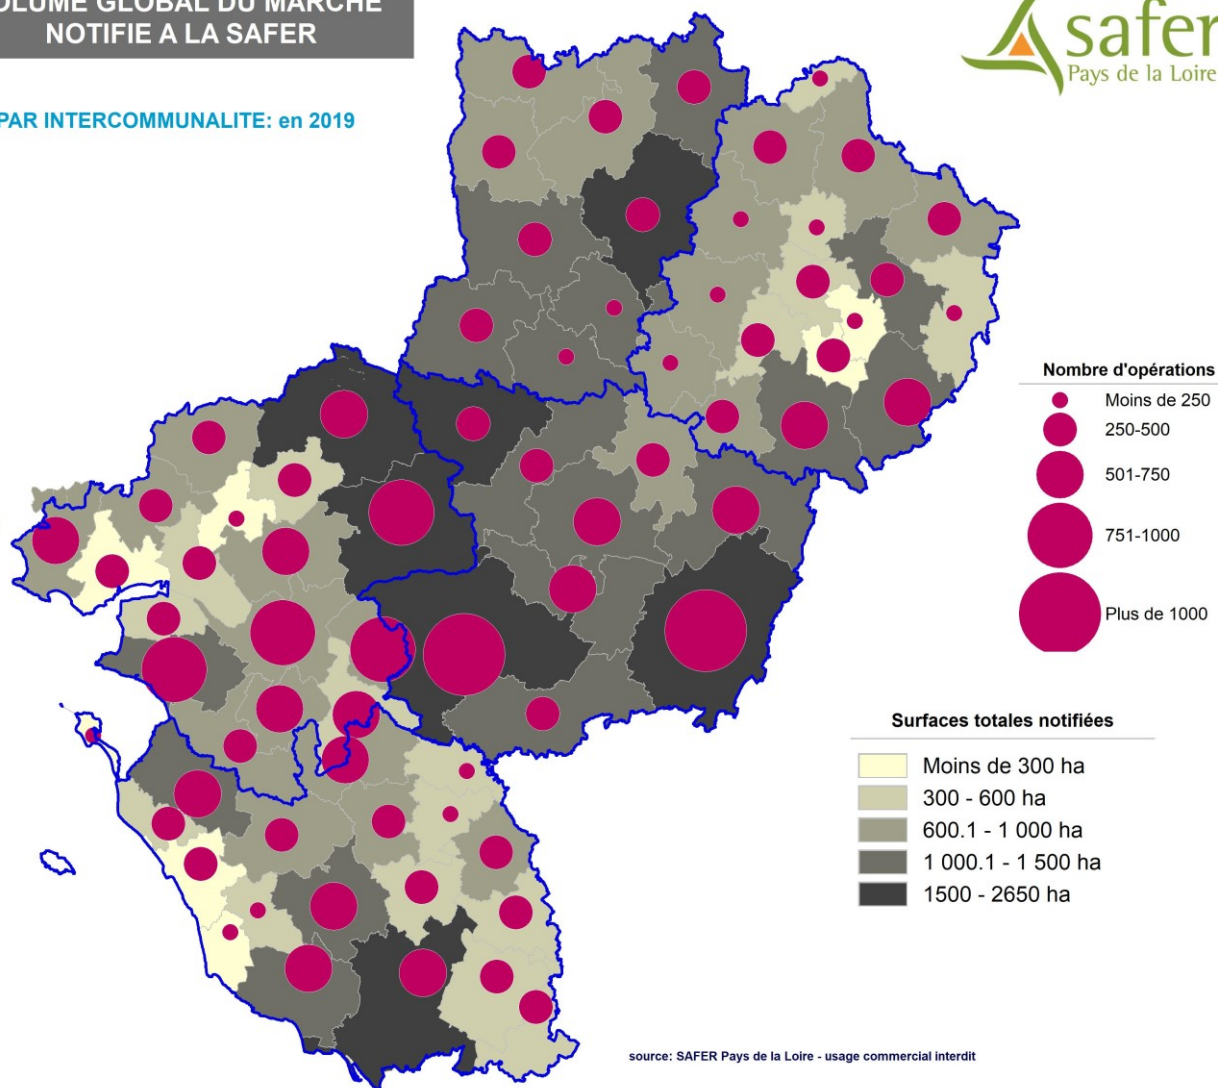 NOTIFIE A LA SAFER
PAR INTERCOMMUNALITE: en 2019
safer
Pays de la Loire
Nombre d'opérations
Moins de 250
250-500
501-750
751-1000
Plus de 1000
Surfaces totales notifiées
Moins de 300 ha
300 - 600 ha
600.1 - 1 000 ha
1 000.1 - 1 500 ha
1500 - 2650 ha
source: SAFER Pays de la Loire - usage commercial interdit